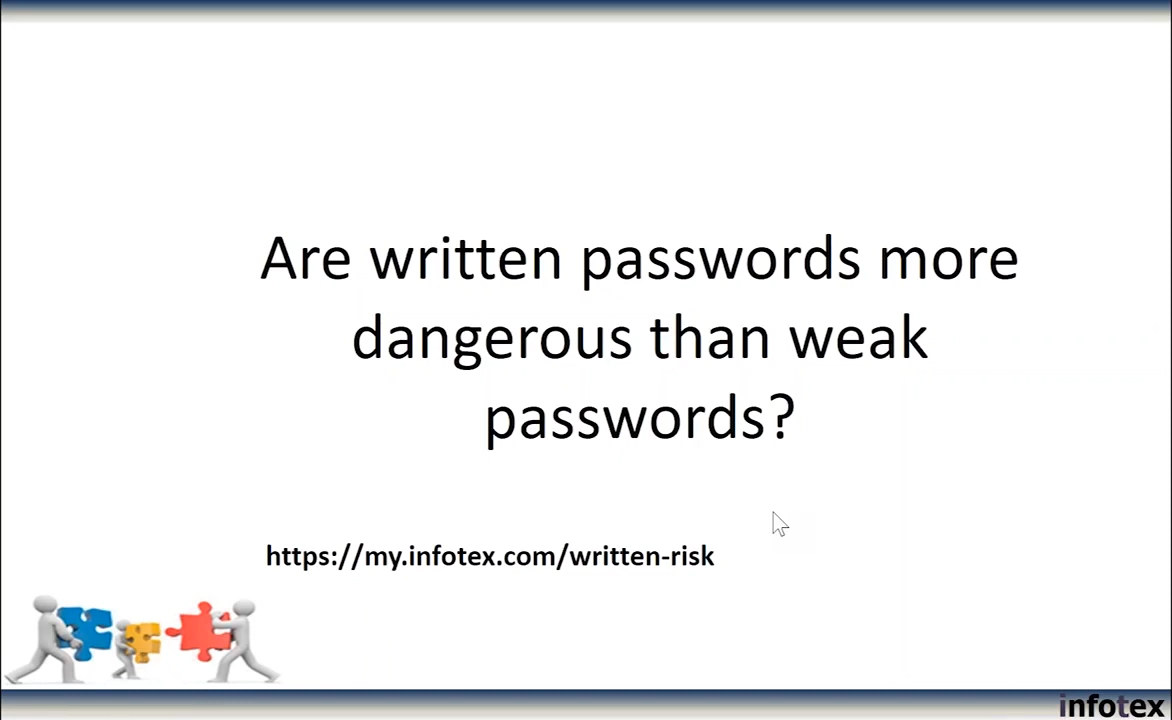 Are written passwords more
dangerous than weak
passwords?
https://my.infotex.com/written-risk
infotex